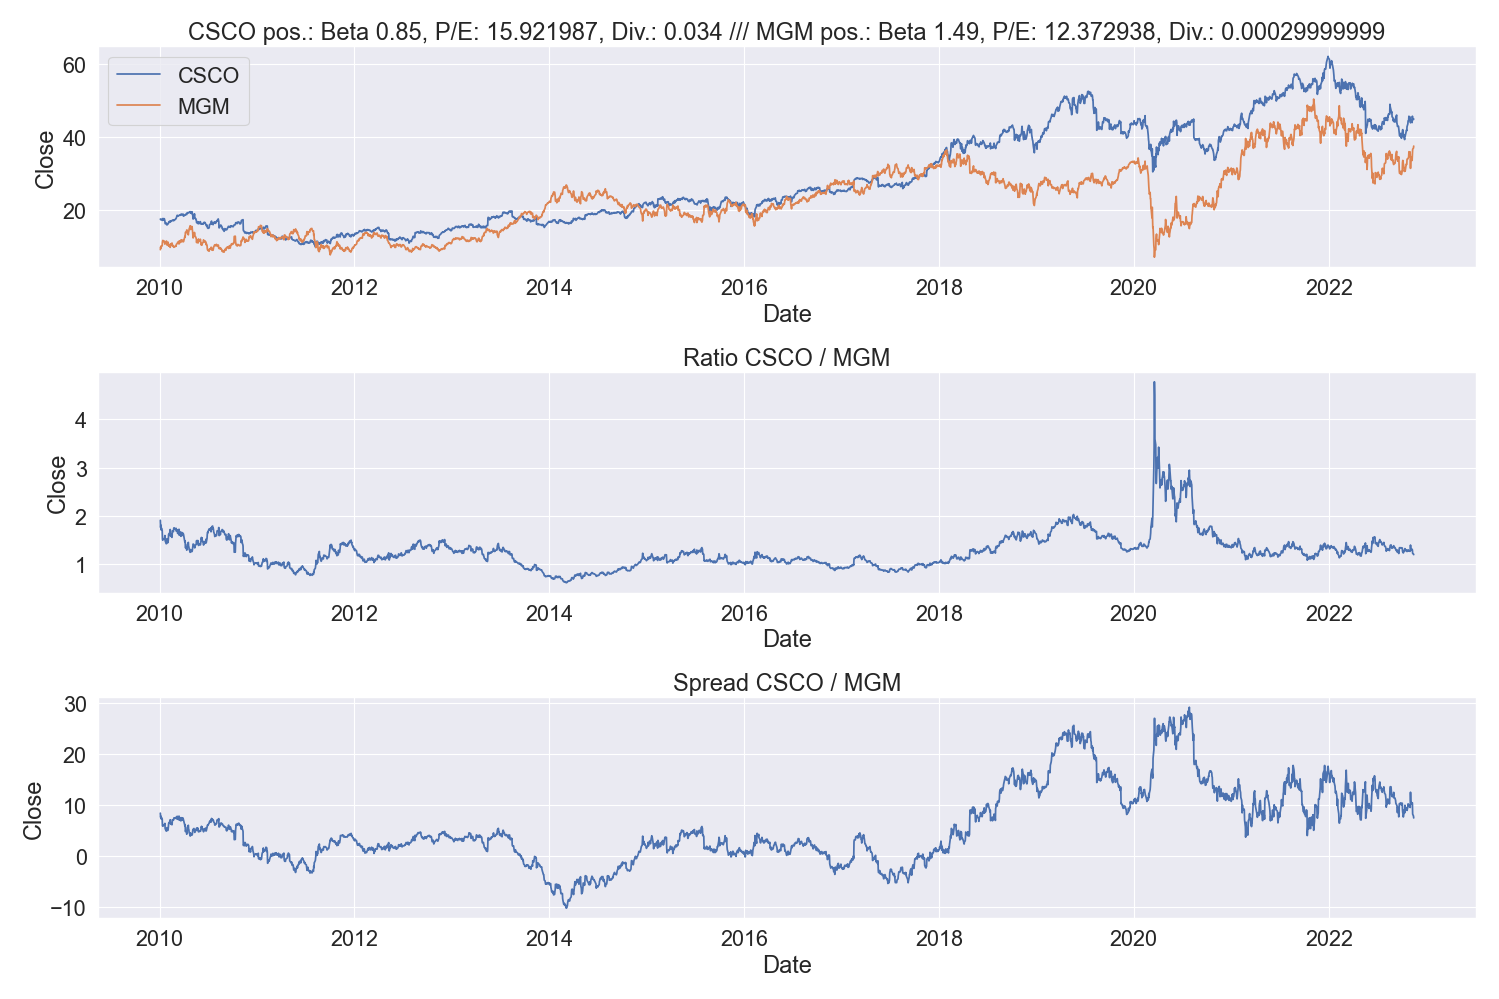 CSCO pos.: Beta 0.85, P/E: 15.921987, Div.: 0.034 /// MGM pos.: Beta 1.49, P/E: 12.372938, Div.: 0.00029999999
CSCO
MGM
60
40
20
Close
2010 2012 2014 2016 2018 2020 2022
Date
Ratio CSCO / MGM
4
3
2
1
Close
2010 2012 2014 2016 2018 2020 2022
Date
Spread CSCO / MGM
30
20
10
0
−10
Close
2010 2012 2014 2016 2018 2020 2022
Date